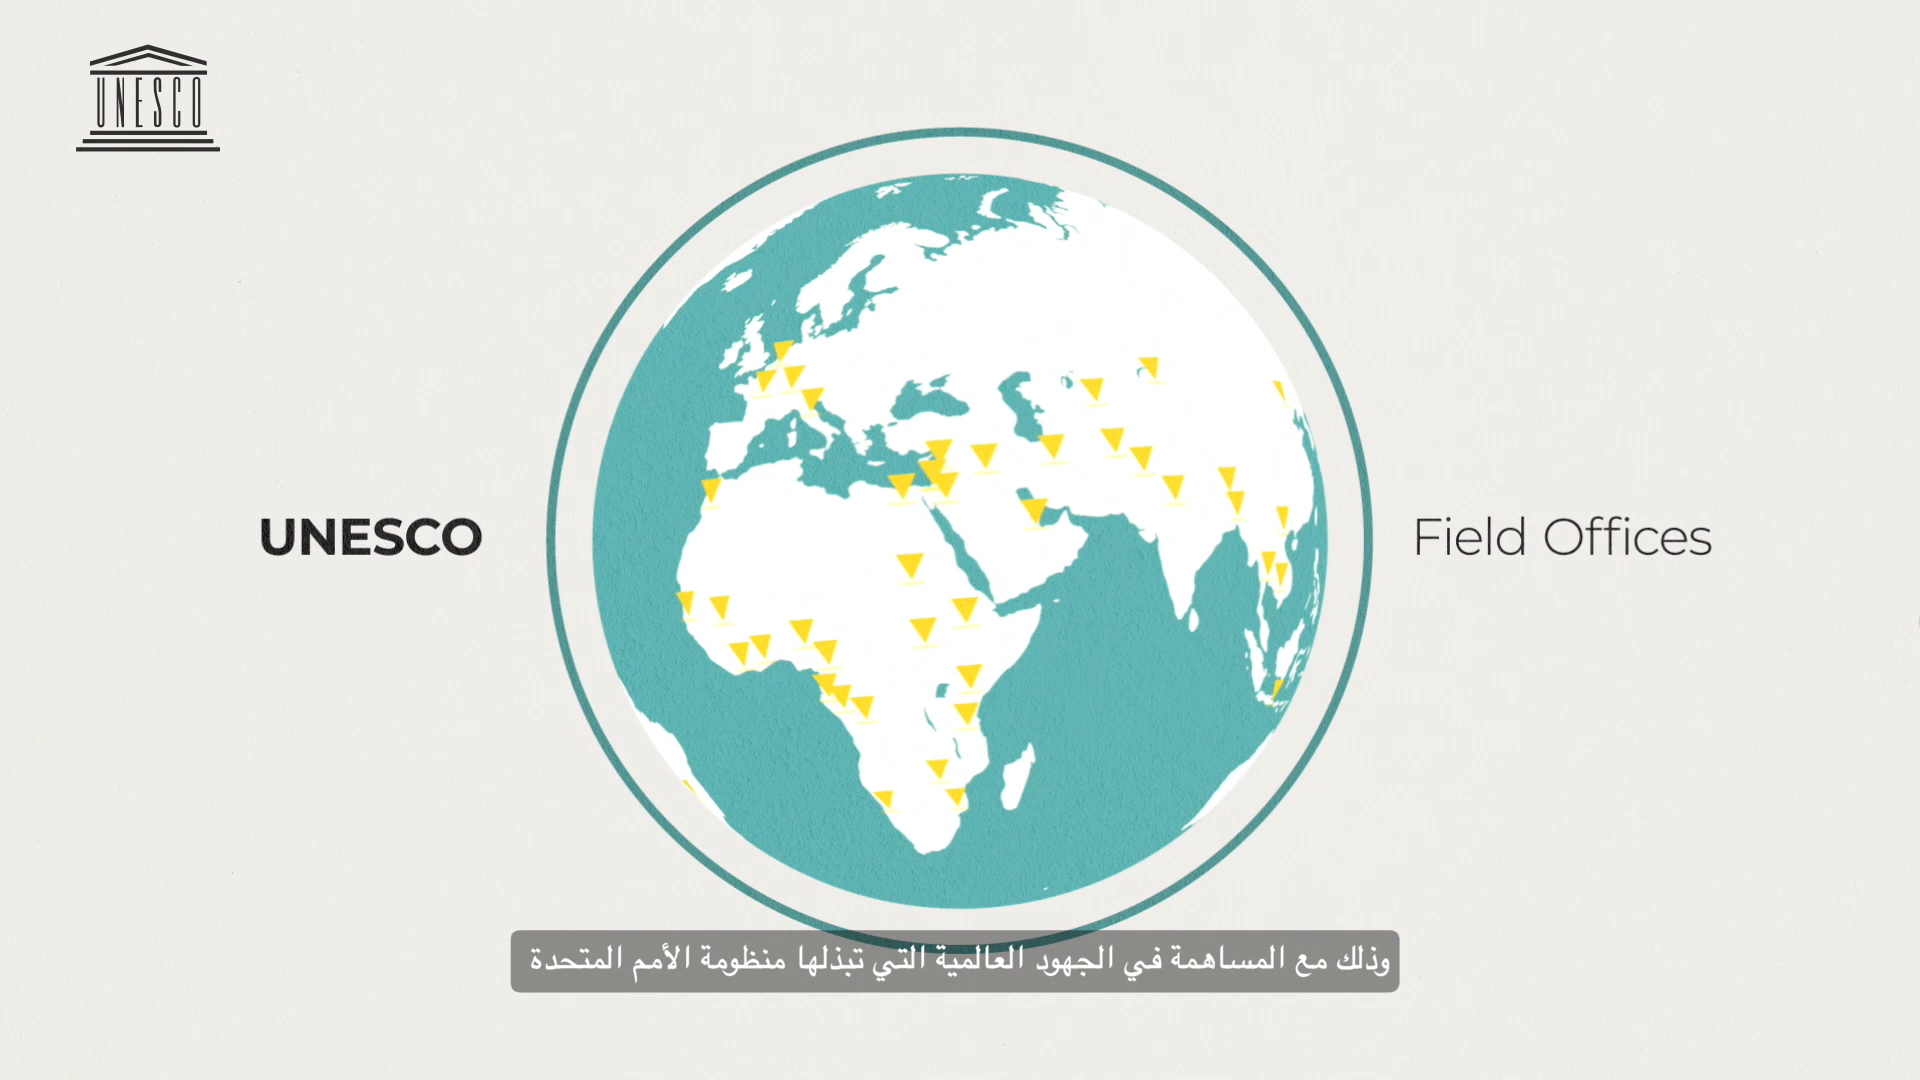 UNESCO
UNESCO
Field Offices
وذلك مع المساهمة في الجهود العالمية التي تبذلها منظومة الأمم المتحدة